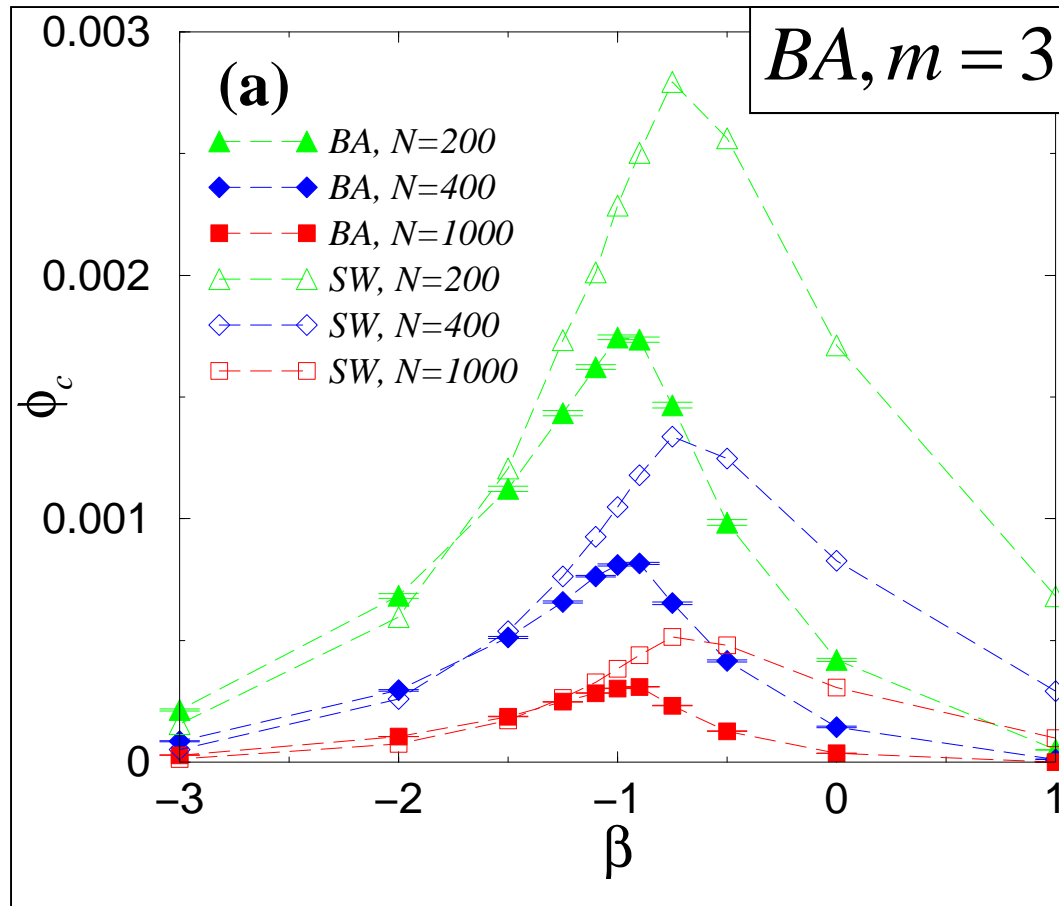 BA, m = 3
(a)
BA, N=200
BA, N=400
BA, N=1000
SW, N=200
SW, N=400
SW, N=1000
0.003
0.002
0.001
0
ϕc
−3 −2 −1 0 1
β